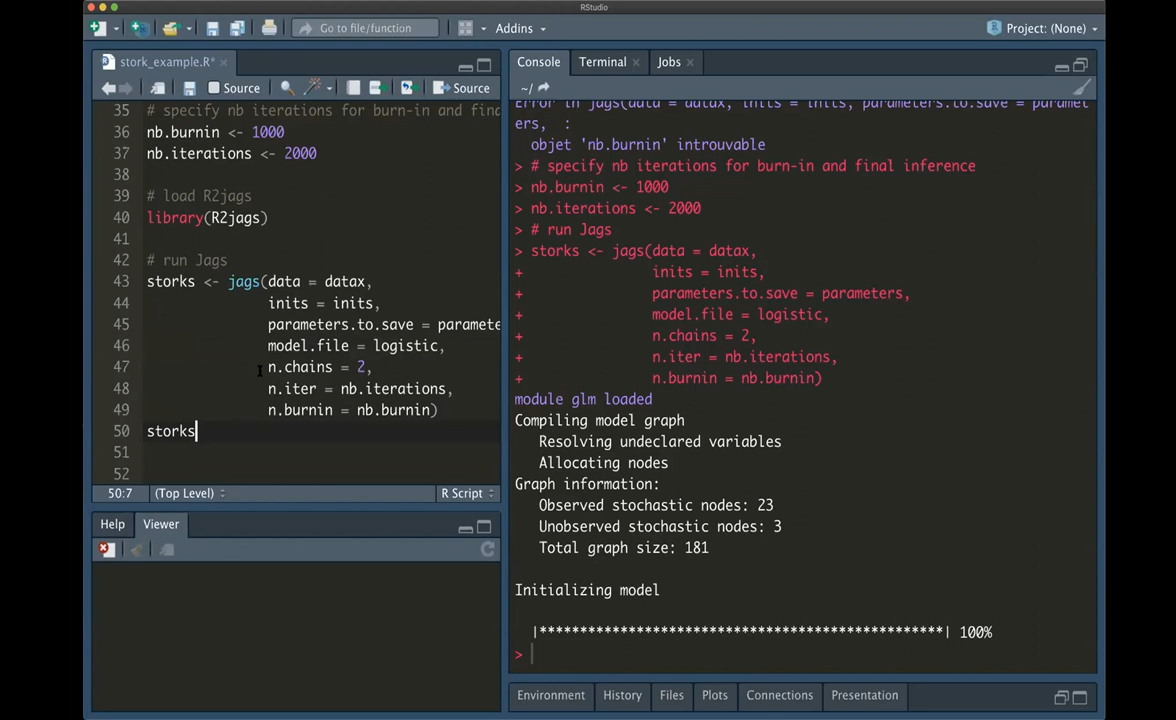 RStudio
Go to file/function
Addins
Project: (None)
stork_example.R*
Source
Source
35 # specify nb iterations for burn-in and fina
36 nb.burnin <- 1000
37 nb.iterations <- 2000
38
39 # load R2jags
40 library(R2jags)
41
42 # run Jags
43 storks <- jags(data = datax,
44 inits = inits,
45 parameters.to.save = paramete
46 model.file = logistic,
47 n.chains = 2,
48 n.iter = nb.iterations,
49 n.burnin = nb.burnin)
50 storks
51
52
50:7 (Top Level) R Script
Help Viewer
Console Terminal Jobs
~/
Error in jags(data = datax, inits = inits, parameters.to.save = paramet
ers, :
objet 'nb.burnin' introuvable
> # specify nb iterations for burn-in and final inference
> nb.burnin <- 1000
> nb.iterations <- 2000
> # run Jags
> storks <- jags(data = datax,
+ inits = inits,
+ parameters.to.save = parameters,
+ model.file = logistic,
+ n.chains = 2,
+ n.iter = nb.iterations,
+ n.burnin = nb.burnin)
module glm loaded
Compiling model graph
Resolving undeclared variables
Allocating nodes
Graph information:
Observed stochastic nodes: 23
Unobserved stochastic nodes: 3
Total graph size: 181
Initializing model
|**************************************************| 100%
>
Environment History Files Plots Connections Presentation